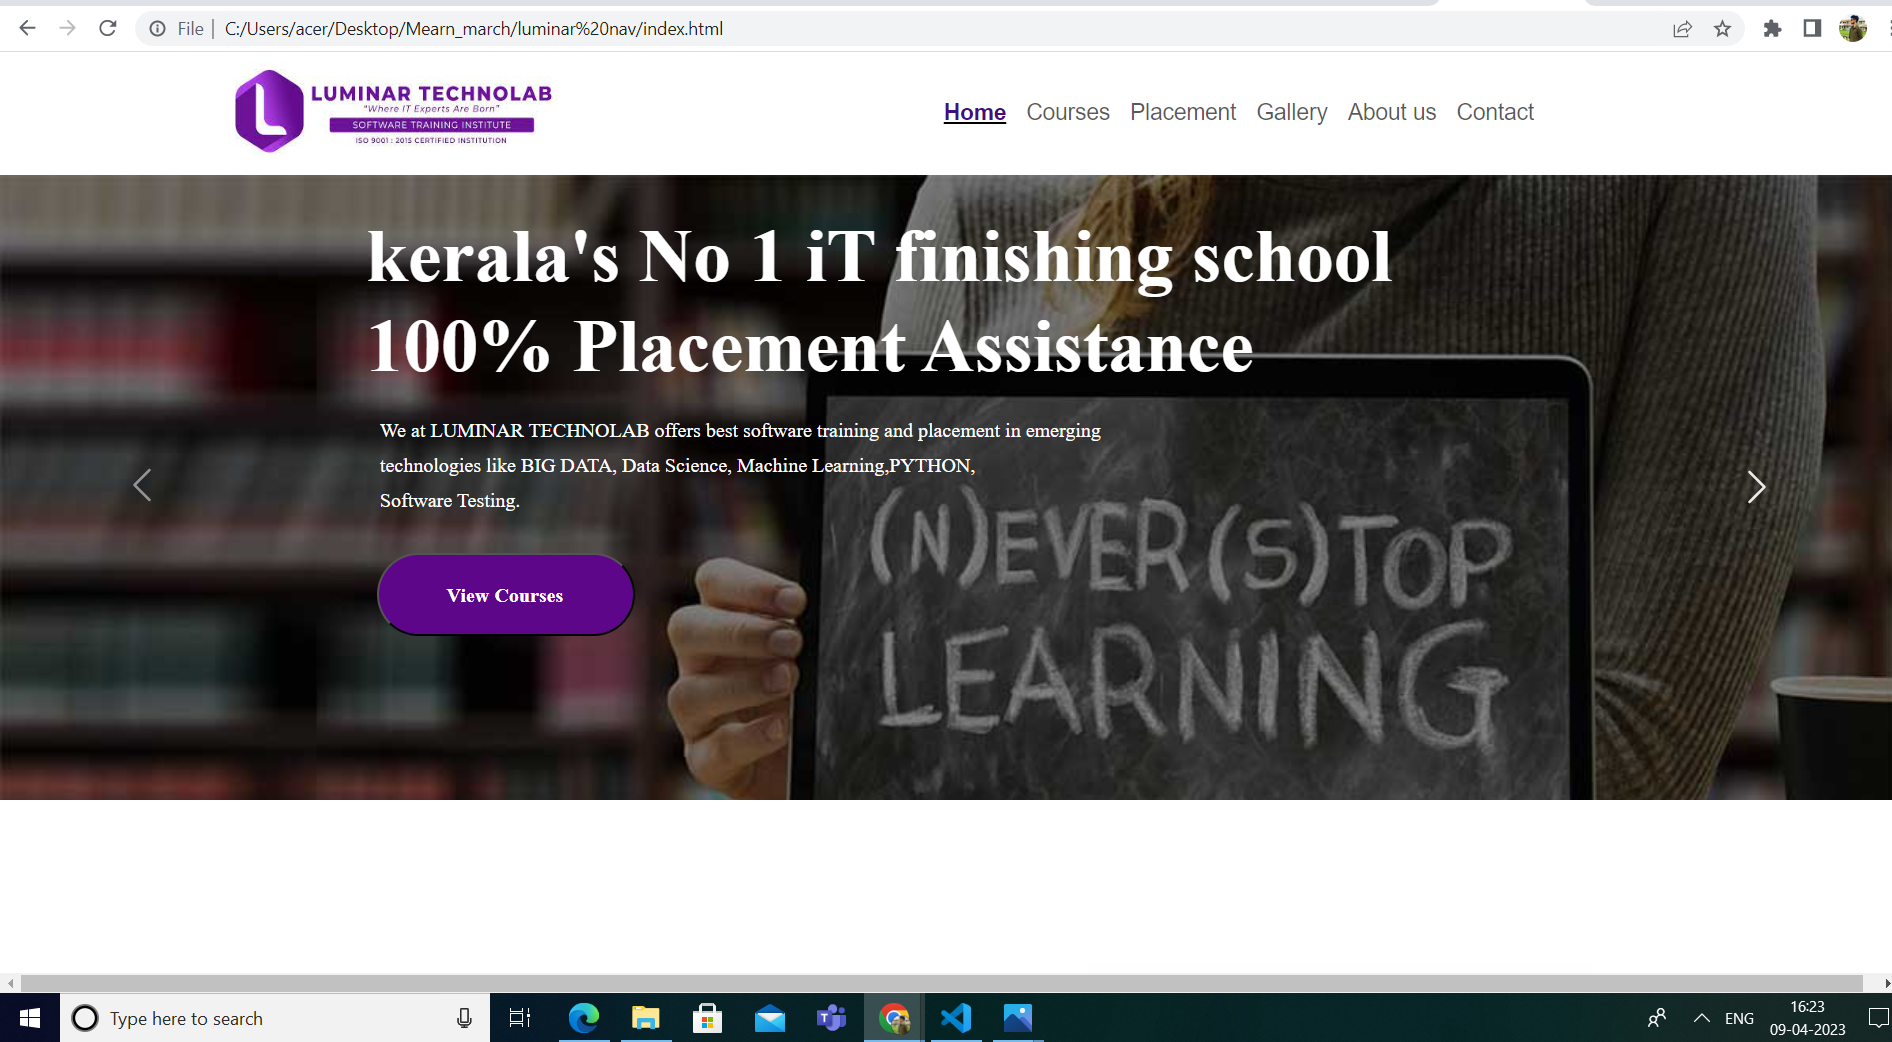 File | C:/Users/acer/Desktop/Mearn_march/luminar%20nav/index.html
LUMINAR TECHNOLAB
"Where IT Experts Are Born"
SOFTWARE TRAINING INSTITUTE
ISO 9001 : 2015 CERTIFIED INSTITUTION
Home Courses Placement Gallery About us Contact
kerala's No 1 iT finishing school
100% Placement Assistance
We at LUMINAR TECHNOLAB offers best software training and placement in emerging
technologies like BIG DATA, Data Science, Machine Learning,PYTHON,
Software Testing.
View Courses
(N)EVER (S)TOP
LEARNING
Type here to search
ENG
16:23
09-04-2023